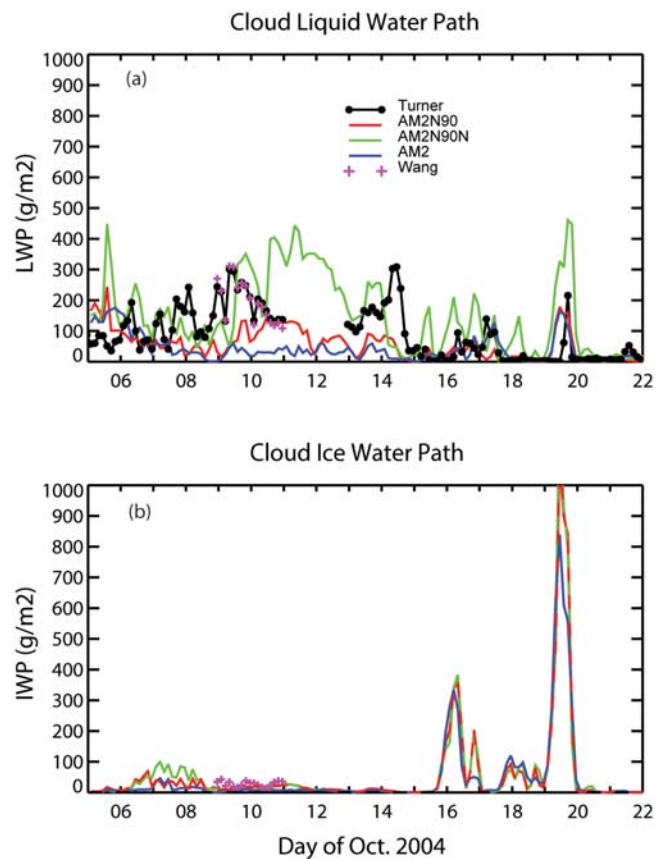 Cloud Liquid Water Path
1000
(a)
900
Turner
800
AM2N90
AM2N90N
700
AM2
Wang
600
500
400
300
200
100
0
LWP (g/m2)
06 08 10 12 14 16 18 20 22
Cloud Ice Water Path
1000
(b)
900
800
700
600
500
400
300
200
100
0
IWP (g/m2)
06 08 10 12 14 16 18 20 22
Day of Oct. 2004